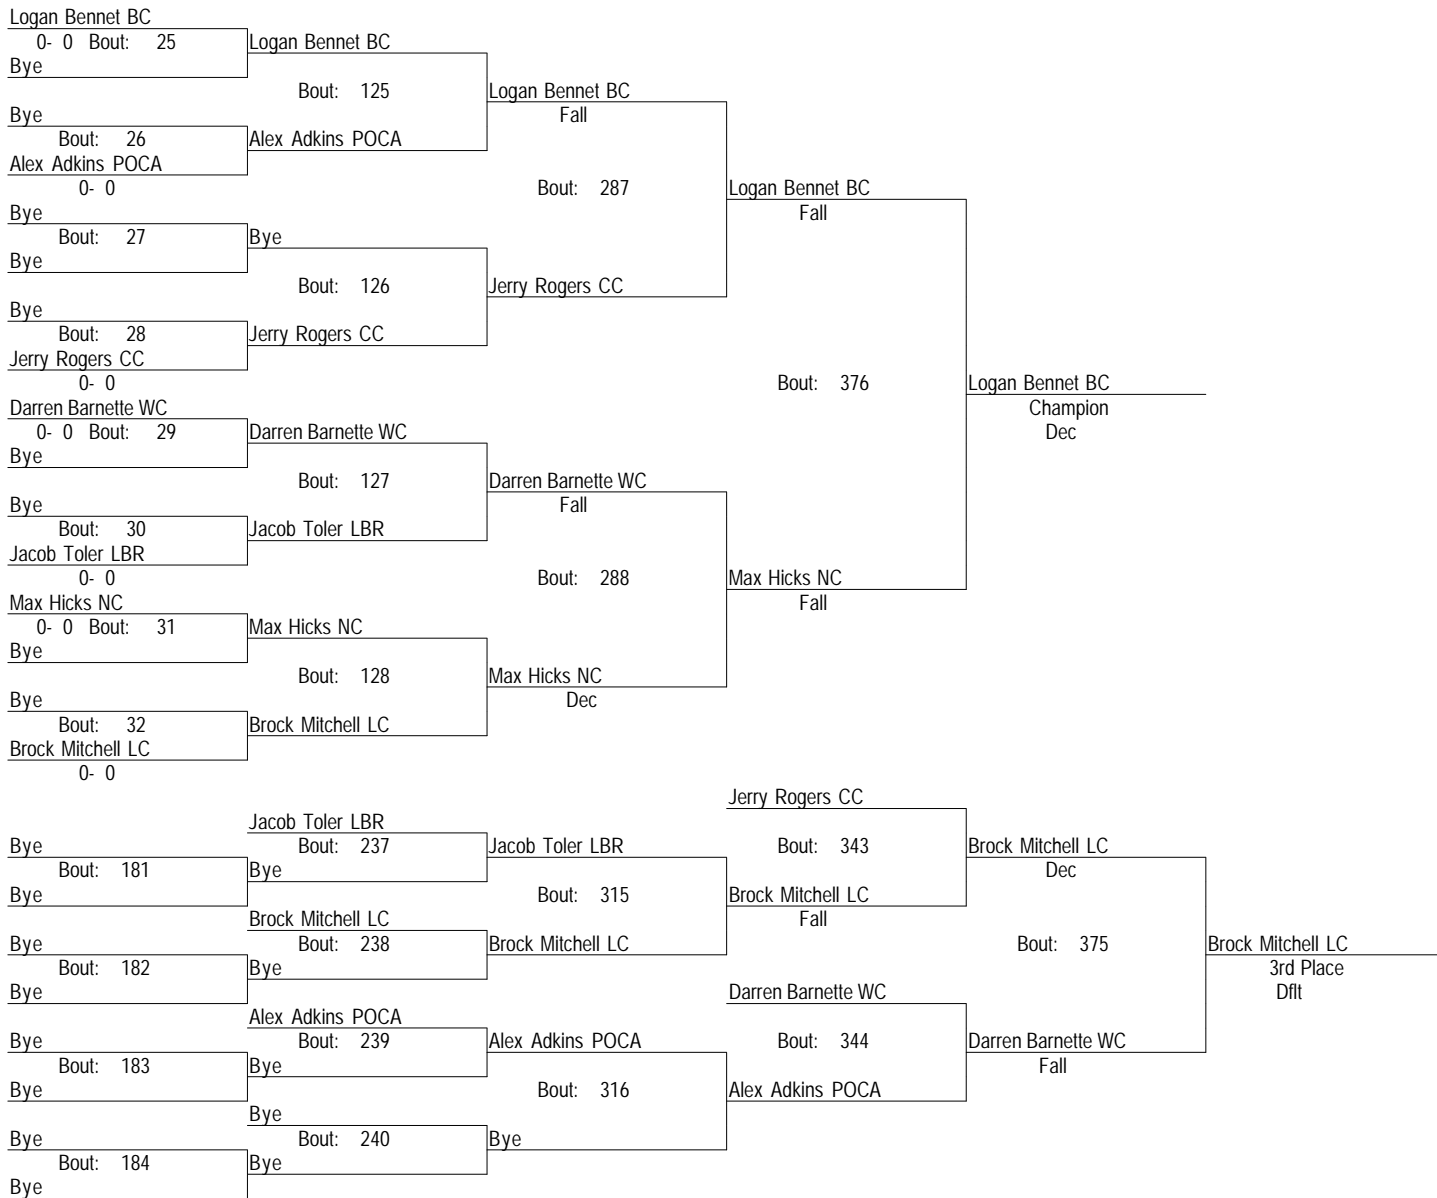 Logan Bennet BC
0- 0 Bout: 25
Logan Bennet BC
Bye
Bout: 125
Logan Bennet BC
Bye
Fall
Bout: 26
Alex Adkins POCA
Alex Adkins POCA
0- 0
Bout: 287
Logan Bennet BC
Bye
Fall
Bout: 27
Bye
Bye
Bout: 126
Jerry Rogers CC
Bye
Bout: 28
Jerry Rogers CC
Jerry Rogers CC
0- 0
Bout: 376
Logan Bennet BC
Darren Barnette WC
Champion
0- 0 Bout: 29
Darren Barnette WC
Dec
Bye
Bout: 127
Darren Barnette WC
Bye
Fall
Bout: 30
Jacob Toler LBR
Jacob Toler LBR
0- 0
Bout: 288
Max Hicks NC
Max Hicks NC
Fall
0- 0 Bout: 31
Max Hicks NC
Bye
Bout: 128
Max Hicks NC
Bye
Dec
Bout: 32
Brock Mitchell LC
Brock Mitchell LC
0- 0
Jerry Rogers CC
Jacob Toler LBR
Bye
Bout: 237
Jacob Toler LBR
Bout: 343
Brock Mitchell LC
Bout: 181
Bye
Dec
Bye
Bout: 315
Brock Mitchell LC
Brock Mitchell LC
Fall
Bye
Bout: 238
Brock Mitchell LC
Bout: 375
Brock Mitchell LC
Bout: 182
Bye
3rd Place
Bye
Darren Barnette WC
Dflt
Alex Adkins POCA
Bye
Bout: 239
Alex Adkins POCA
Bout: 344
Darren Barnette WC
Bout: 183
Bye
Fall
Bye
Bout: 316
Alex Adkins POCA
Bye
Bye
Bout: 240
Bye
Bout: 184
Bye
Bye